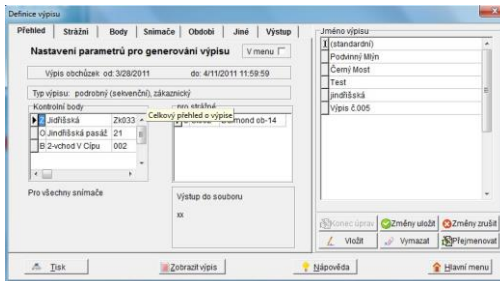 Definice výpisu
Přehled Strážní Body Snímače Období Jiné Výstup
Nastavení parametrů pro generování výpisu V menu
Výpis obchůzek od: 3/28/2011 do: 4/11/2011 11:59:59
Typ výpisu: podrobný (sekvenční), zákaznický
Kontrolní body
2 Jidřišská Zk033
O Jindřišská pasáž 21
B 2-vchod V Cípu 002
pro strážné
Celkový přehled o výpise
ob-14
Pro všechny snímače
Výstup do souboru
xx
Jméno výpisu
(standardní)
Podvinný Mlýn
Černý Most
Test
jindřišská
Výpis č.005
Konec úprav Změny uložit Změny zrušit
Vložit Vymazat Přejmenovat
Tisk Zobrazit výpis Nápověda Hlavní menu